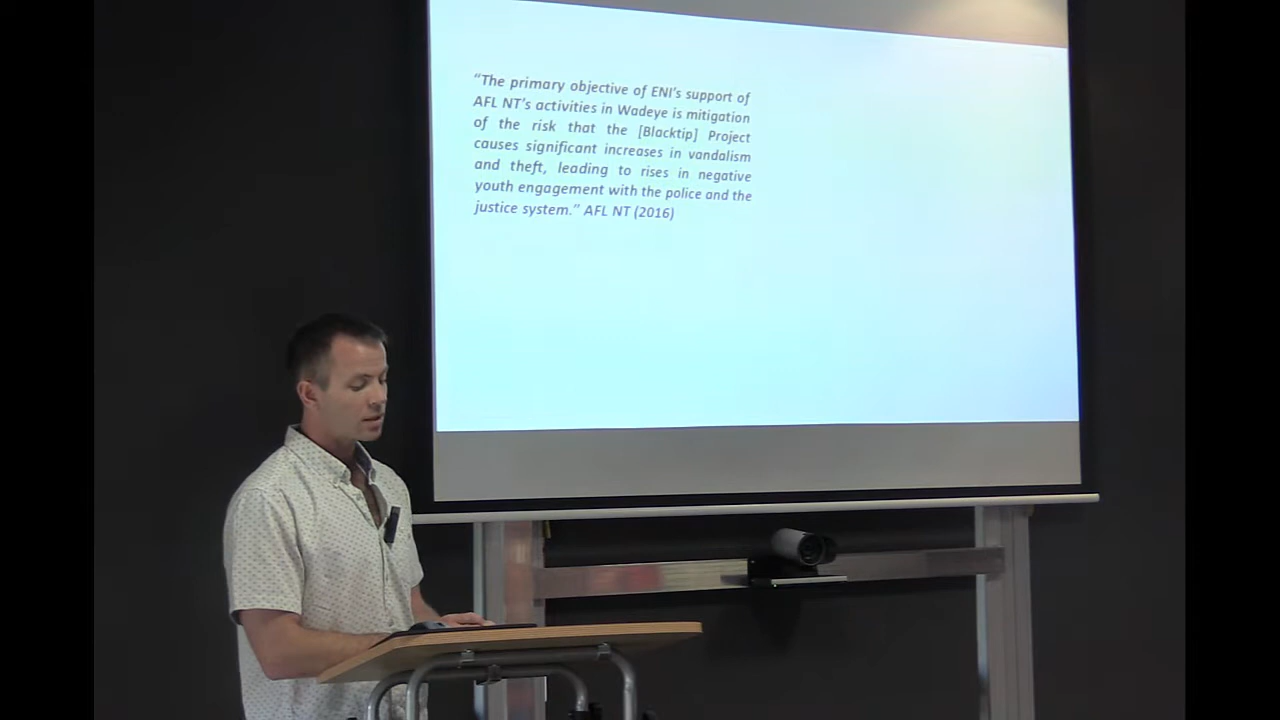 “The primary objective of ENI’s support of
AFL NT’s activities in Wadeye is mitigation
of the risk that the [Blacktip] Project
causes significant increases in vandalism
and theft, leading to rises in negative
youth engagement with the police and the
justice system.” AFL NT (2016)